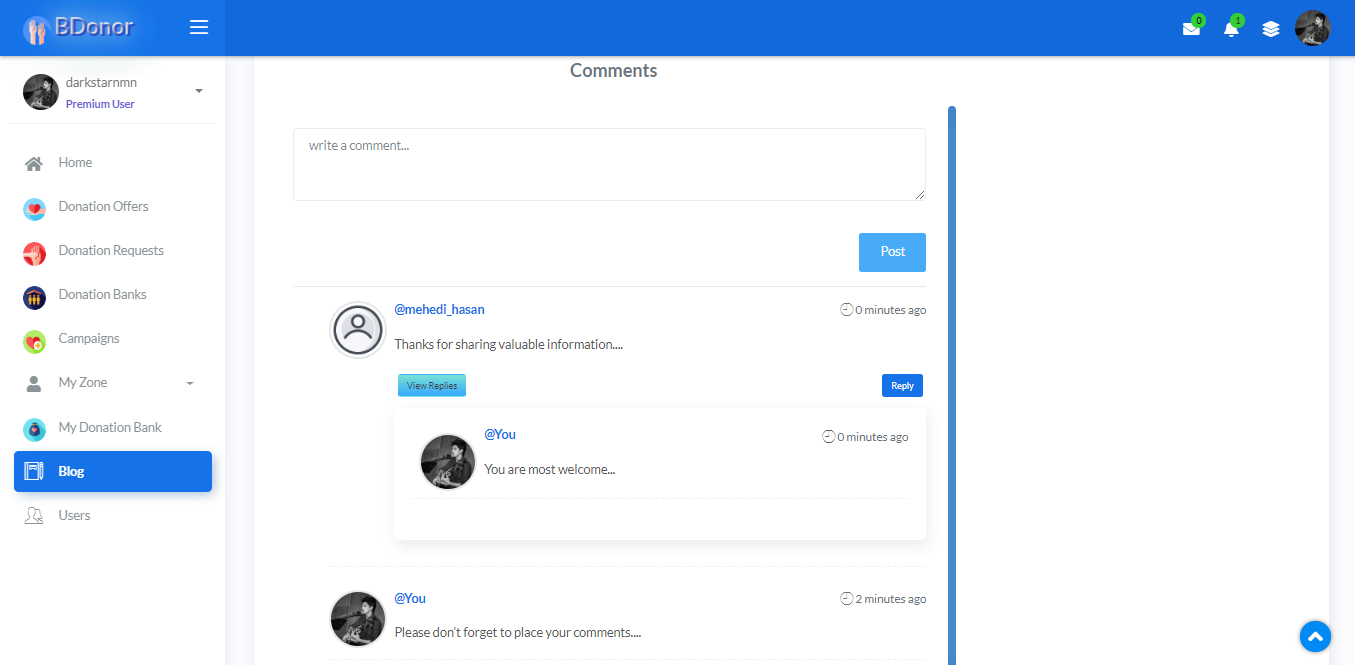 BDonor
0
1
darkstarnmn
Premium User
Home
Donation Offers
Donation Requests
Donation Banks
Campaigns
My Zone
My Donation Bank
Blog
Users
Comments
write a comment...
Post
@mehedi_hasan
0 minutes ago
Thanks for sharing valuable information....
View Replies
Reply
@You
0 minutes ago
You are most welcome...
@You
2 minutes ago
Please don't forget to place your comments....